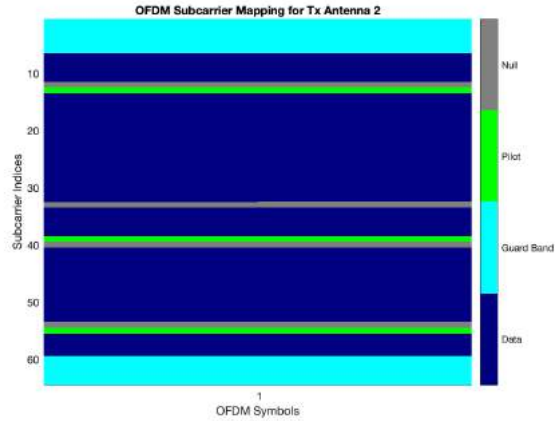 OFDM Subcarrier Mapping for Tx Antenna 2
Null
10
20
Pilot
30
Subcarrier Indices
40
Guard Band
50
Data
60
1
OFDM Symbols